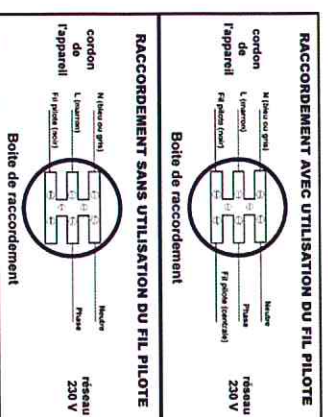 RACCORDEMENT AVEC UTILISATION DU FIL PILOTE
cordon
de
l'appareil
N (bleu ou gris)
L (marron)
Fil pilote (noir)
Neutre
Phase
Fil pilote (centrale)
réseau
230 V
Boite de raccordement
RACCORDEMENT SANS UTILISATION DU FIL PILOTE
cordon
de
l'appareil
N (bleu ou gris)
L (marron)
Fil pilote (noir)
Neutre
Phase
réseau
230 V
Boite de raccordement